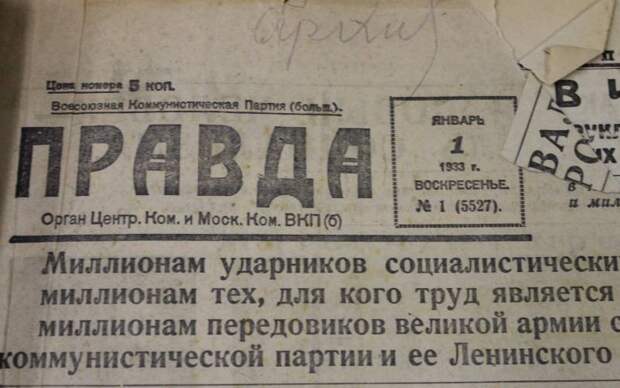 Архив
Цена номера 5 коп.
Всесоюзная Коммунистическая Партия (больш.).
ПРАВДА
Орган Центр. Ком. и Моск. Ком. ВКП(б)
ЯНВАРЬ
1
1933 г.
ВОСКРЕСЕНЬЕ.
№ 1 (5527).
Миллионам ударников социалистически
миллионам тех, для кого труд является
миллионам передовиков великой армии с
коммунистической партии и ее Ленинского